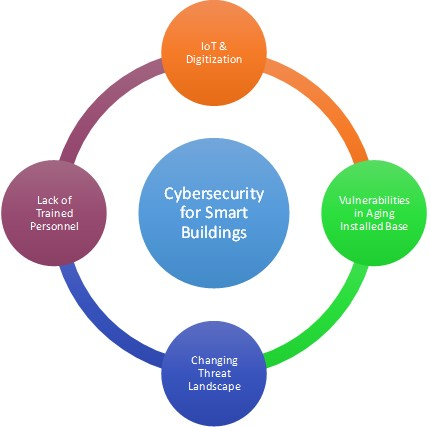 IoT &
Digitization
Cybersecurity
for Smart
Buildings
Vulnerabilities
in Aging
Installed Base
Changing
Threat
Landscape
Lack of
Trained
Personnel